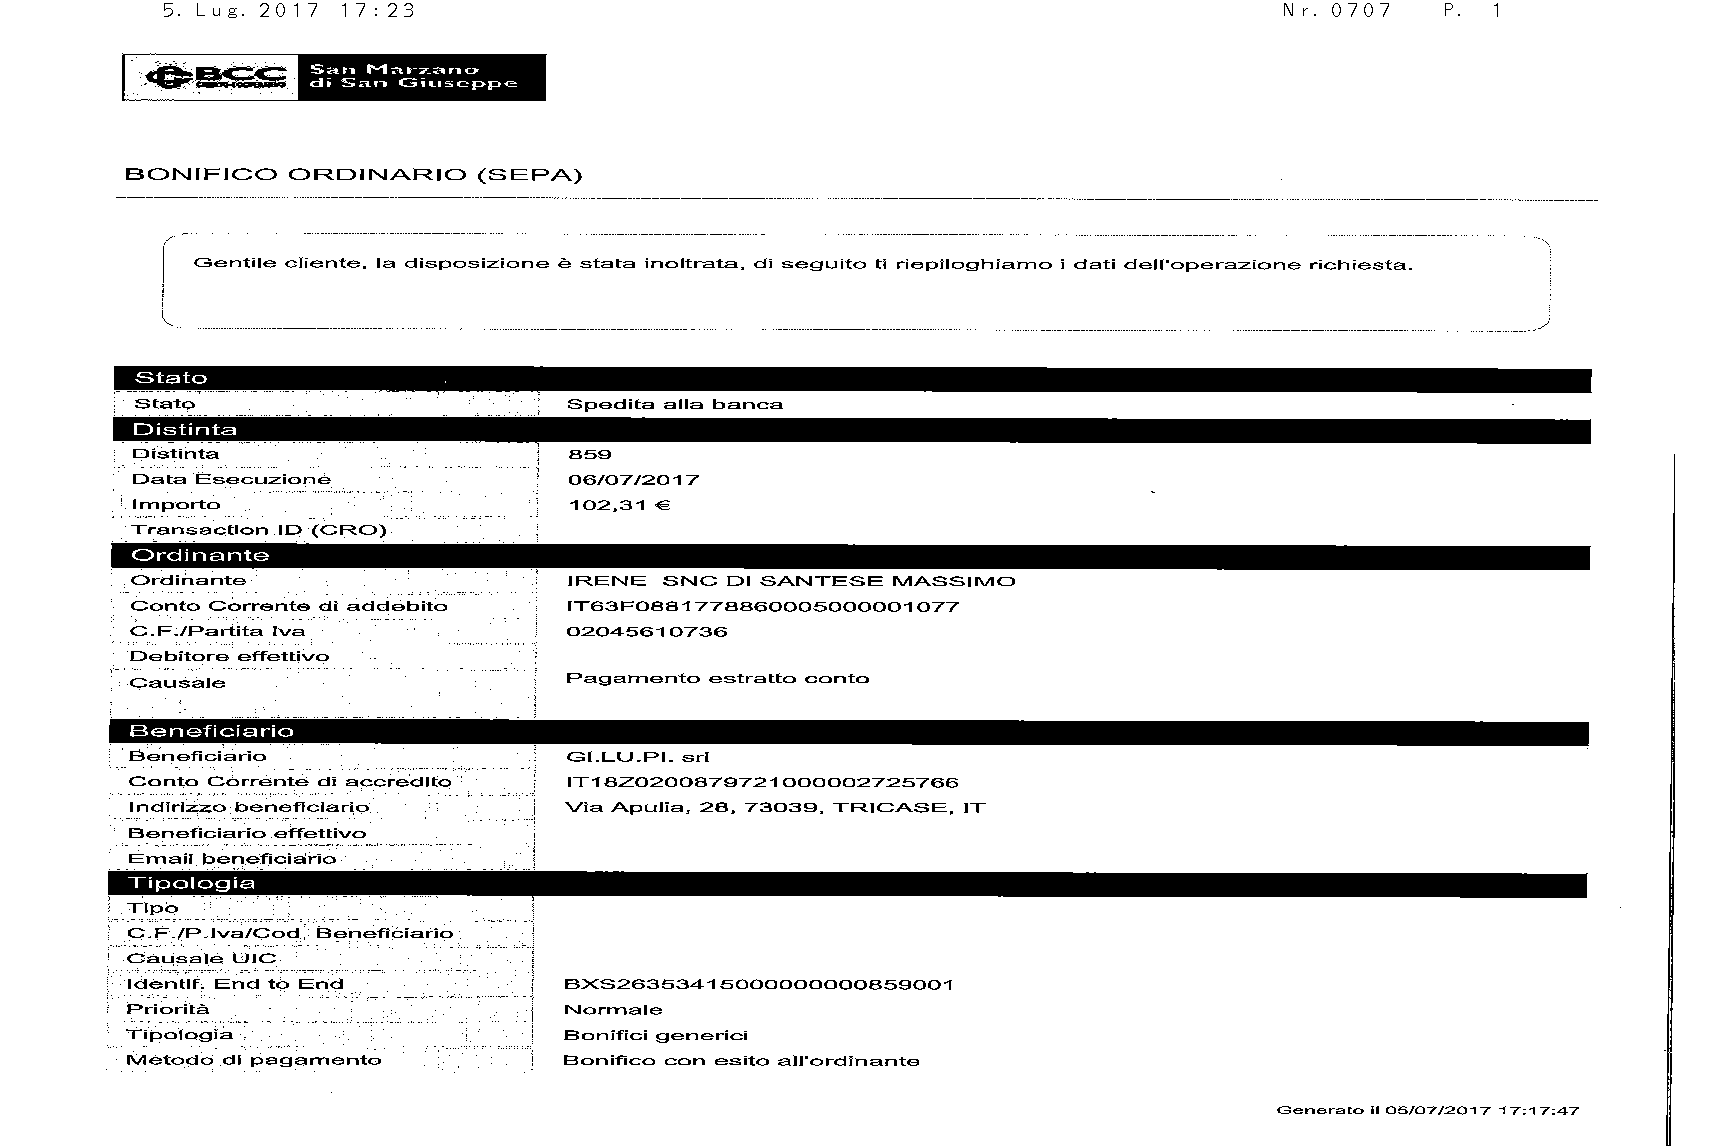 5. Lug. 2017 17:23 Nr. 0707 P. 1
BCC San Marzano
di San Giuseppe
BONIFICO ORDINARIO (SEPA)
Gentile cliente, la disposizione è stata inoltrata, di seguito ti riepiloghiamo i dati dell'operazione richiesta.
Stato
Stato Spedita alla banca
Distinta
Distinta 859
Data Esecuzione 06/07/2017
Importo 102,31 €
Transaction ID (CRO)
Ordinante
Ordinante IRENE SNC DI SANTESE MASSIMO
Conto Corrente di addebito IT63F0881778860005000001077
C.F./Partita Iva 02045610736
Debitore effettivo
Causale Pagamento estratto conto
Beneficiario
Beneficiario GI.LU.PI. srl
Conto Corrente di accredito IT18Z0200879721000002725766
Indirizzo beneficiario Via Apulia, 28, 73039, TRICASE, IT
Beneficiario effettivo
Email beneficiario
Tipologia
Tipo
C.F./P.Iva/Cod. Beneficiario
Causale UIC
Identif. End to End BXS26353415000000000859001
Priorità Normale
Tipologia Bonifici generici
Metodo di pagamento Bonifico con esito all'ordinante
Generato il 05/07/2017 17:17:47